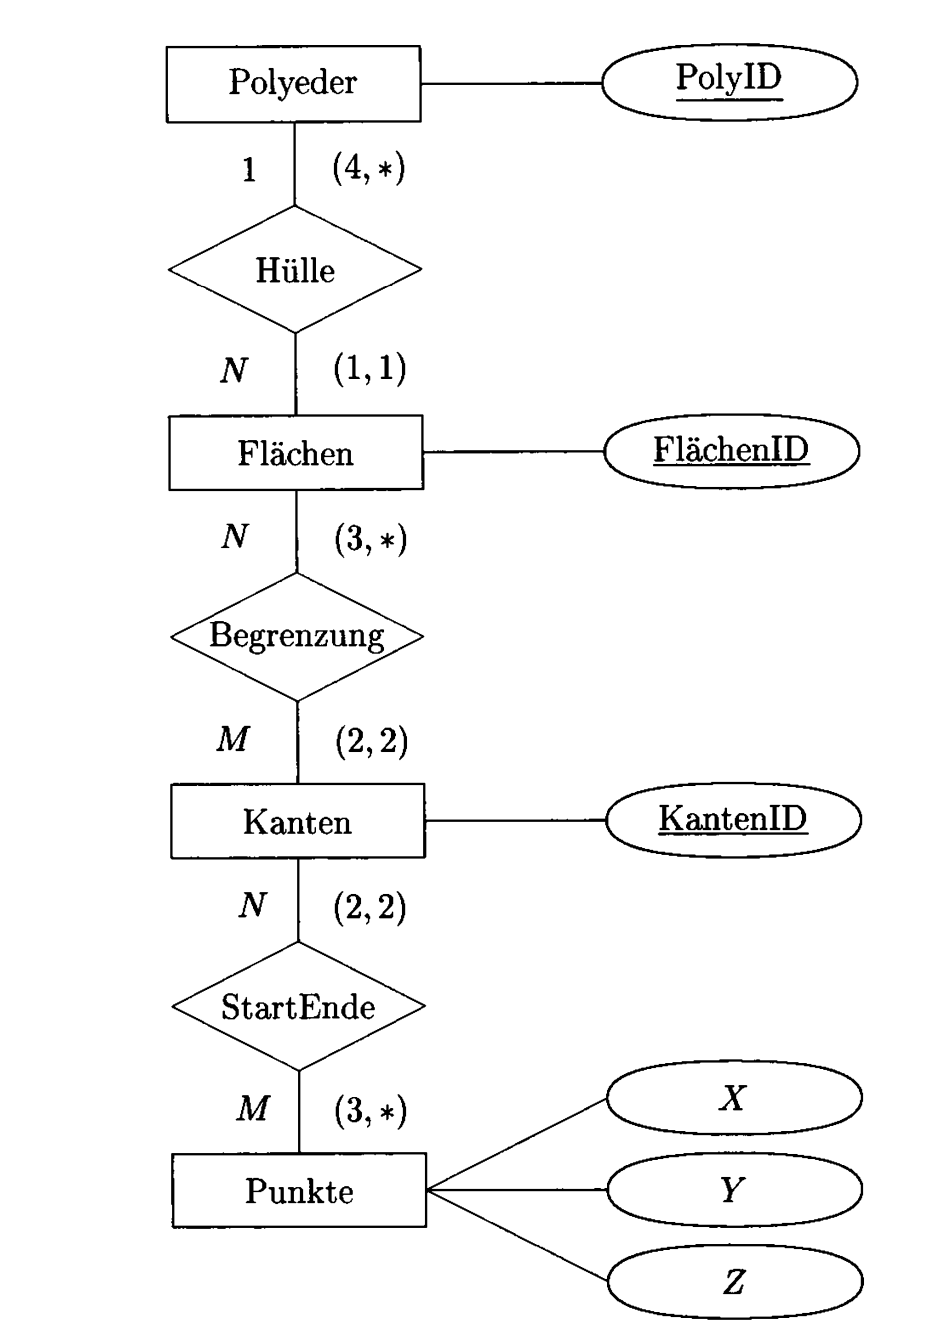 Polyeder PolyID
1 (4, *)
Hülle
N (1, 1)
Flächen FlächenID
N (3, *)
Begrenzung
M (2, 2)
Kanten KantenID
N (2, 2)
StartEnde
M (3, *)
X
Punkte Y
Z